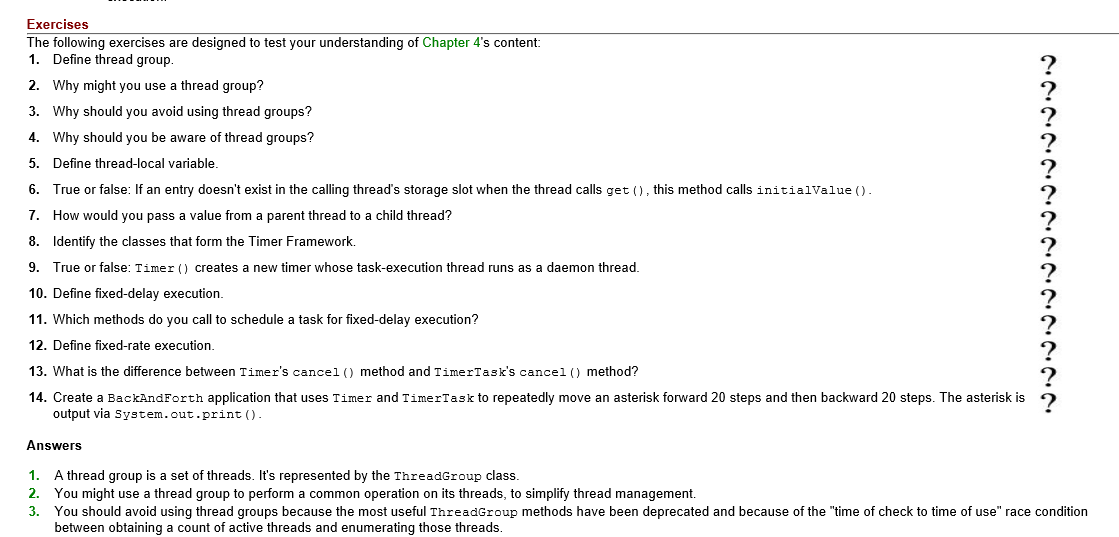 Exercises
The following exercises are designed to test your understanding of Chapter 4's content:
1. Define thread group.
?
2. Why might you use a thread group?
?
3. Why should you avoid using thread groups?
?
4. Why should you be aware of thread groups?
?
5. Define thread-local variable.
?
6. True or false: If an entry doesn't exist in the calling thread's storage slot when the thread calls get(), this method calls initialValue().
?
7. How would you pass a value from a parent thread to a child thread?
?
8. Identify the classes that form the Timer Framework.
?
9. True or false: Timer() creates a new timer whose task-execution thread runs as a daemon thread.
?
10. Define fixed-delay execution.
?
11. Which methods do you call to schedule a task for fixed-delay execution?
?
12. Define fixed-rate execution.
?
13. What is the difference between Timer's cancel() method and TimerTask's cancel() method?
?
14. Create a BackAndForth application that uses Timer and TimerTask to repeatedly move an asterisk forward 20 steps and then backward 20 steps. The asterisk is
?
output via System.out.print().
Answers
1. A thread group is a set of threads. It's represented by the ThreadGroup class.
2. You might use a thread group to perform a common operation on its threads, to simplify thread management.
3. You should avoid using thread groups because the most useful ThreadGroup methods have been deprecated and because of the "time of check to time of use" race condition
between obtaining a count of active threads and enumerating those threads.